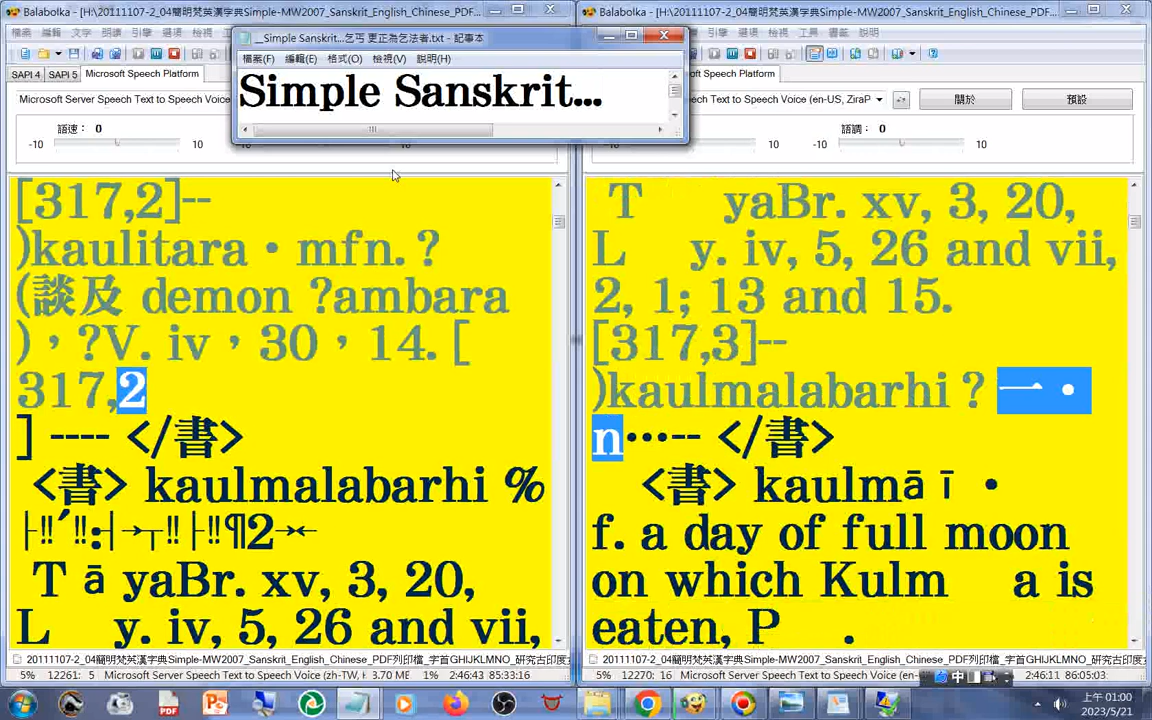 Balabolka - [H:\20111107-2_04簡明梵英漢字典Simple-MW2007_Sanskrit_English_Chinese_PDF...
Balabolka - [H:\20111107-2_04簡明梵英漢字典Simple-MW2007_Sanskrit_English_Chinese_PDF...
__Simple Sanskrit...乞丐 更正為乞法者.txt - 記事本
檔案(F) 編輯(E) 格式(O) 檢視(V) 說明(H)
Simple Sanskrit...
SAPI 4 SAPI 5 Microsoft Speech Platform
oft Speech Platform
Microsoft Server Speech Text to Speech Voice
ech Text to Speech Voice (en-US, ZiraP
關於
預設
語速： 0
語調： 0
-10 10 -10 10
-10 10
[317,2]--
)kaulitara‧mfn.？
(談及 demon ?ambara
)，?V. iv，30，14. [
317,2
] ---- </書>
<書> kaulmalabarhi %
├‼′‼:┤→┬‼├‼¶2→←
T ā yaBr. xv, 3, 20,
L y. iv, 5, 26 and vii,
T yaBr. xv, 3, 20,
L y. iv, 5, 26 and vii,
2, 1; 13 and 15.
[317,3]--
)kaulmalabarhi？一‧
n…-- </書>
<書> kaulmā ī ‧
f. a day of full moon
on which Kulm a is
eaten, P .
20111107-2_04簡明梵英漢字典Simple-MW2007_Sanskrit_English_Chinese_PDF列印檔_字首GHIJKLMNO_研究古印度
20111107-2_04簡明梵英漢字典Simple-MW2007_Sanskrit_English_Chinese_PDF列印檔_字首GHIJKLMNO_研究古印度
5% 12261: 5 Microsoft Server Speech Text to Speech Voice (zh-TW, H 3.70 MB 1% 2:46:43 85:33:16
5% 12270: 16 Microsoft Server Speech Text to Speech Voice (en-US, Z 2:46:11 86:05:03
中
上午 01:00
2023/5/21